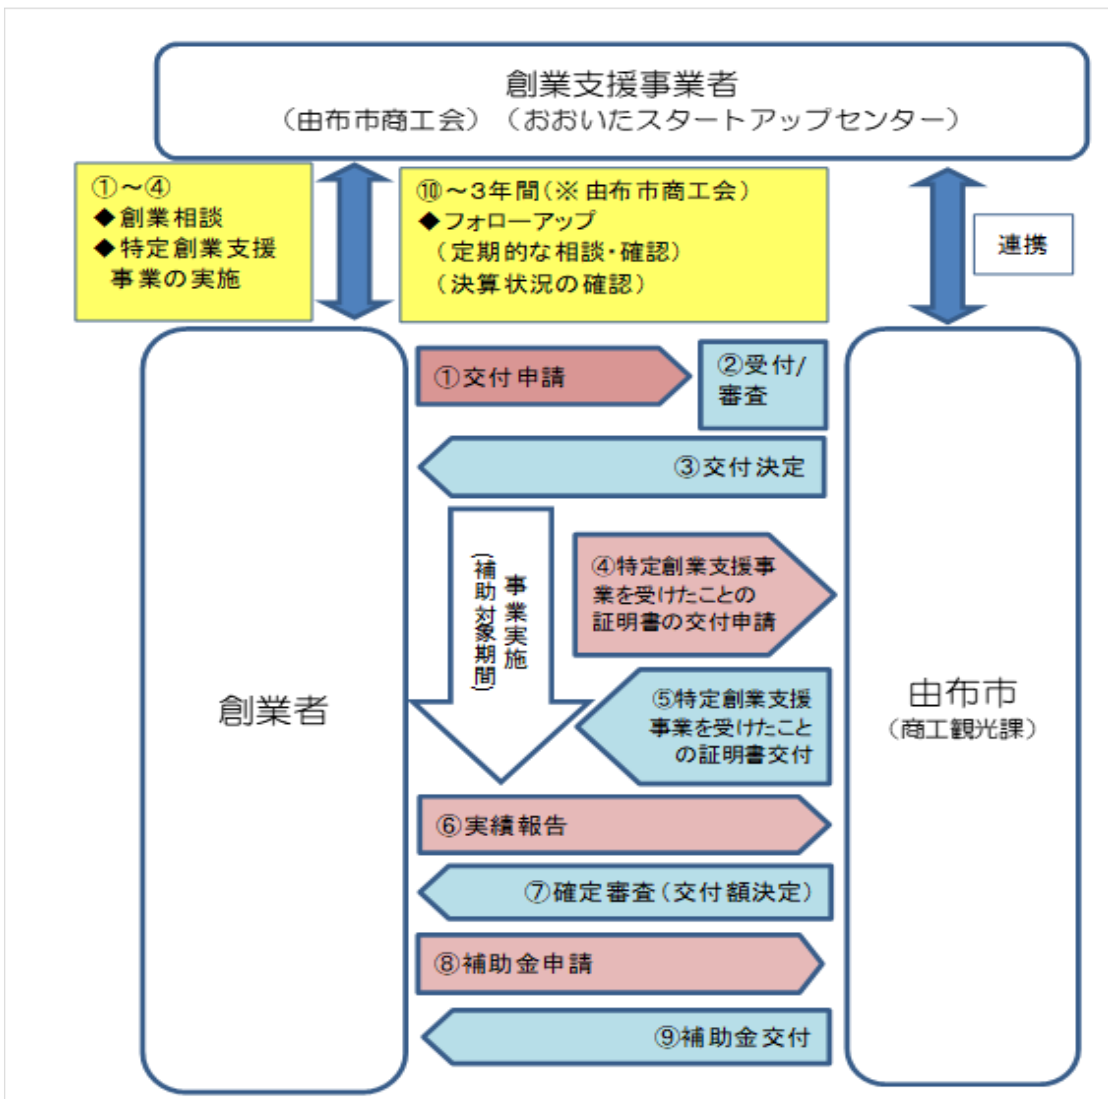 創業支援事業者
（由布市商工会）（おおいたスタートアップセンター）
①～④
◆創業相談
◆特定創業支援
事業の実施
⑩～3年間（※由布市商工会）
◆フォローアップ
（定期的な相談・確認）
（決算状況の確認）
連携
①交付申請
②受付/
審査
③交付決定
事業実施
（補助対象期間）
④特定創業支援事
業を受けたことの
証明書の交付申請
⑤特定創業支援
事業を受けたこと
の証明書交付
創業者
由布市
（商工観光課）
⑥実績報告
⑦確定審査（交付額決定）
⑧補助金申請
⑨補助金交付